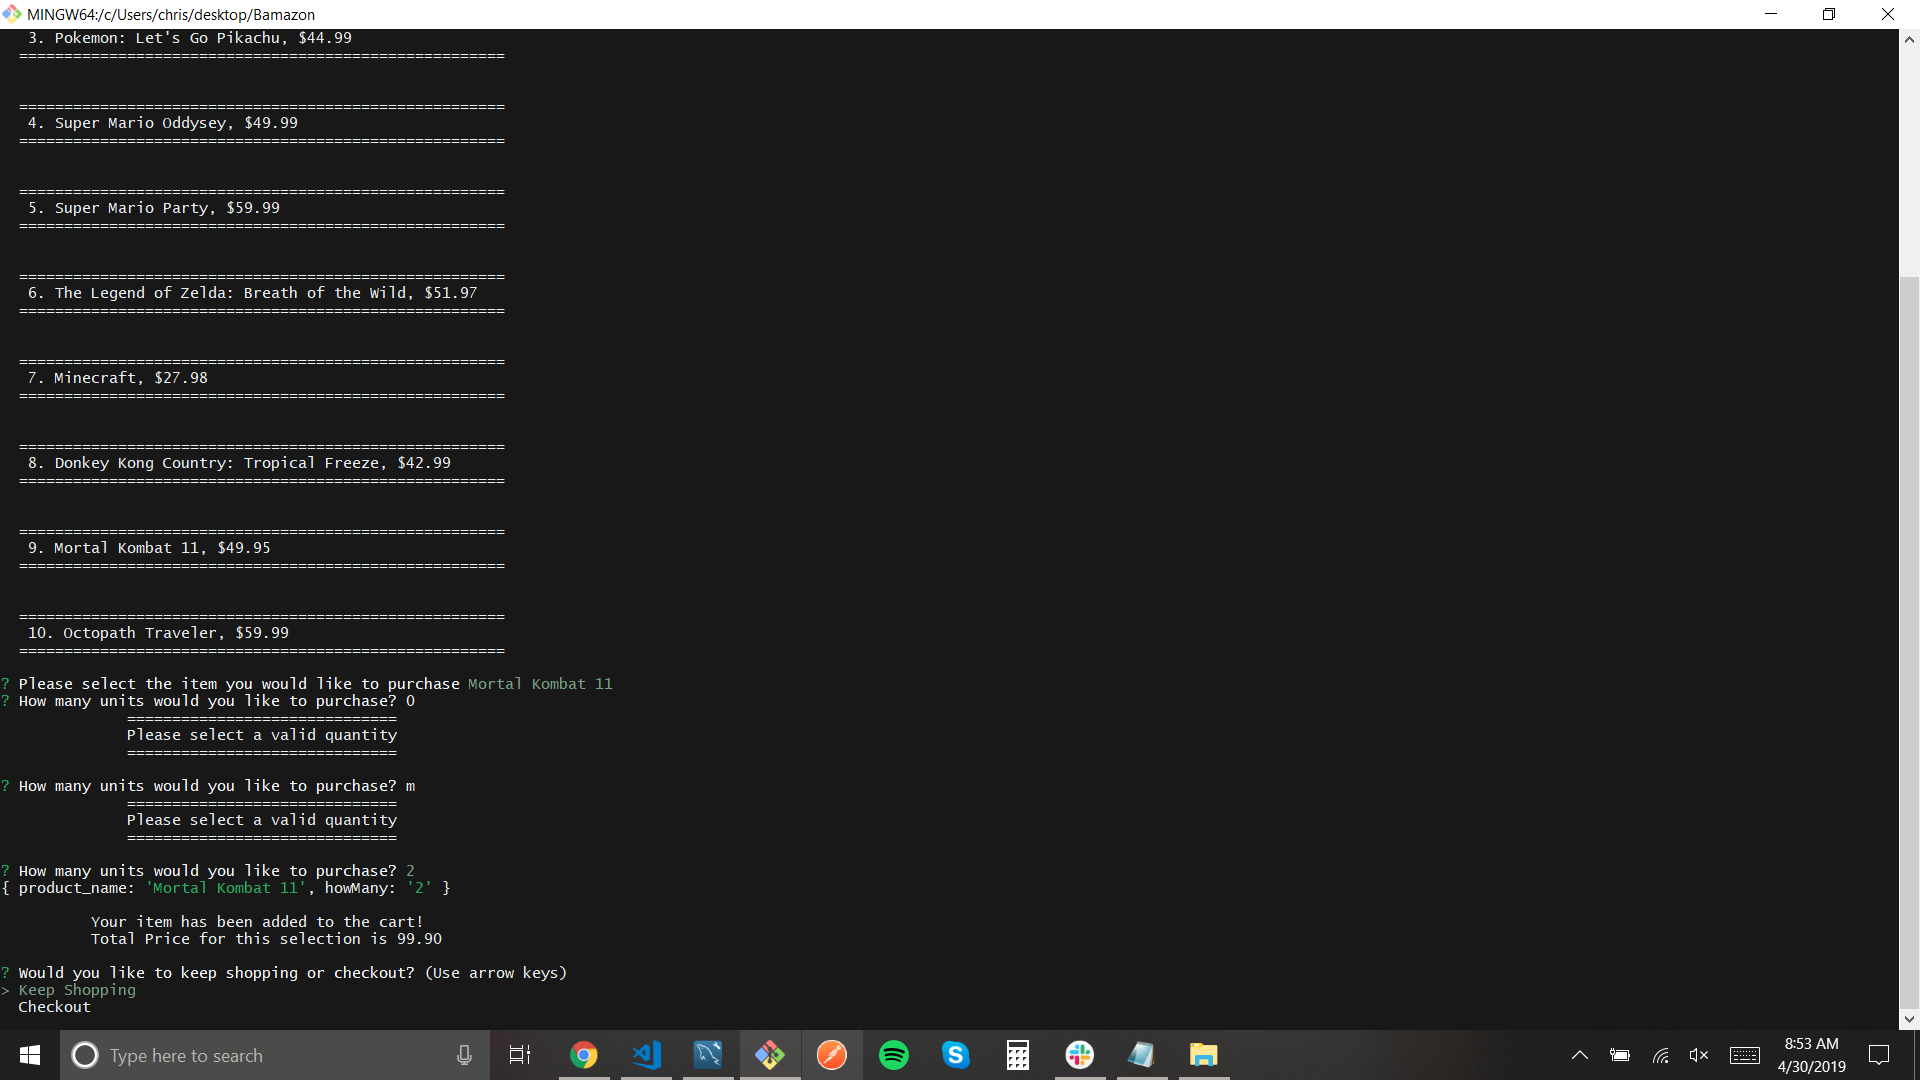 MINGW64:/c/Users/chris/desktop/Bamazon
3. Pokemon: Let's Go Pikachu, $44.99
======================================================
======================================================
4. Super Mario Oddysey, $49.99
======================================================
======================================================
5. Super Mario Party, $59.99
======================================================
======================================================
6. The Legend of Zelda: Breath of the Wild, $51.97
======================================================
======================================================
7. Minecraft, $27.98
======================================================
======================================================
8. Donkey Kong Country: Tropical Freeze, $42.99
======================================================
======================================================
9. Mortal Kombat 11, $49.95
======================================================
======================================================
10. Octopath Traveler, $59.99
======================================================
? Please select the item you would like to purchase Mortal Kombat 11
? How many units would you like to purchase? 0
==============================
Please select a valid quantity
==============================
? How many units would you like to purchase? m
==============================
Please select a valid quantity
==============================
? How many units would you like to purchase? 2
{ product_name: 'Mortal Kombat 11', howMany: '2' }
Your item has been added to the cart!
Total Price for this selection is 99.90
? Would you like to keep shopping or checkout? (Use arrow keys)
> Keep Shopping
Checkout
Type here to search
8:53 AM
4/30/2019